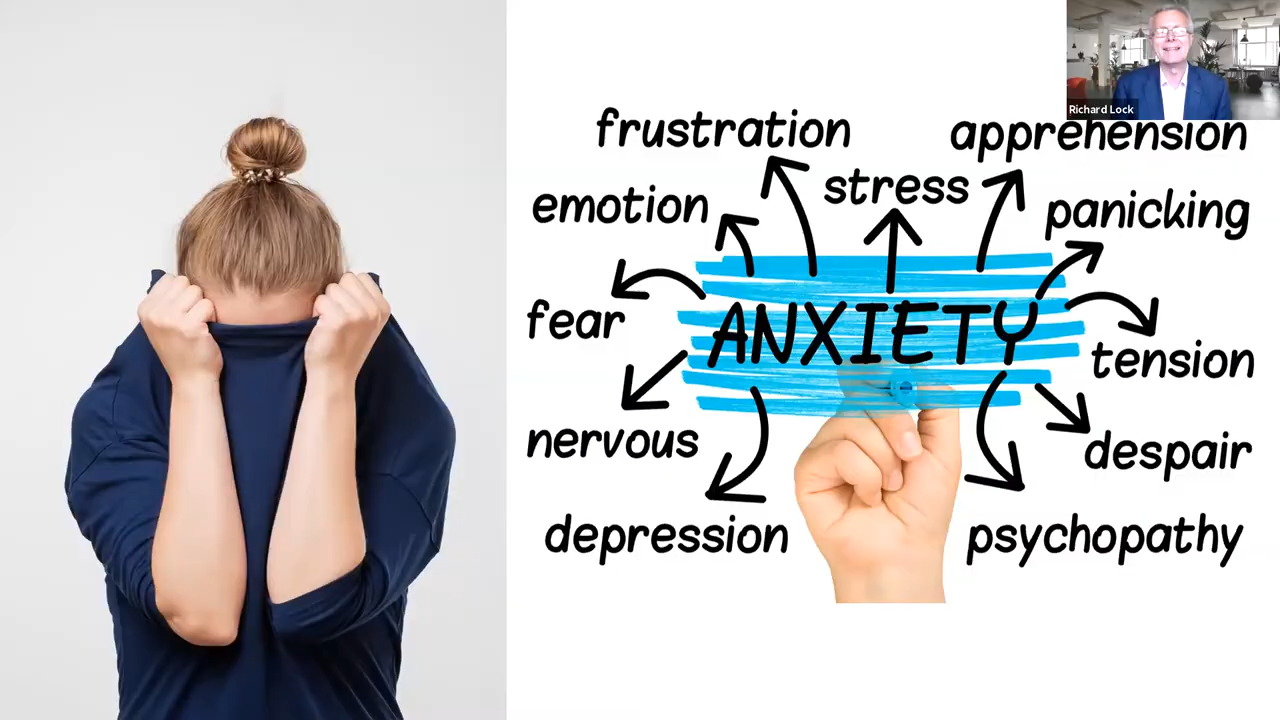 Richard Lock
frustration
apprehension
stress
emotion
panicking
fear
ANXIETY
tension
nervous
despair
depression
psychopathy